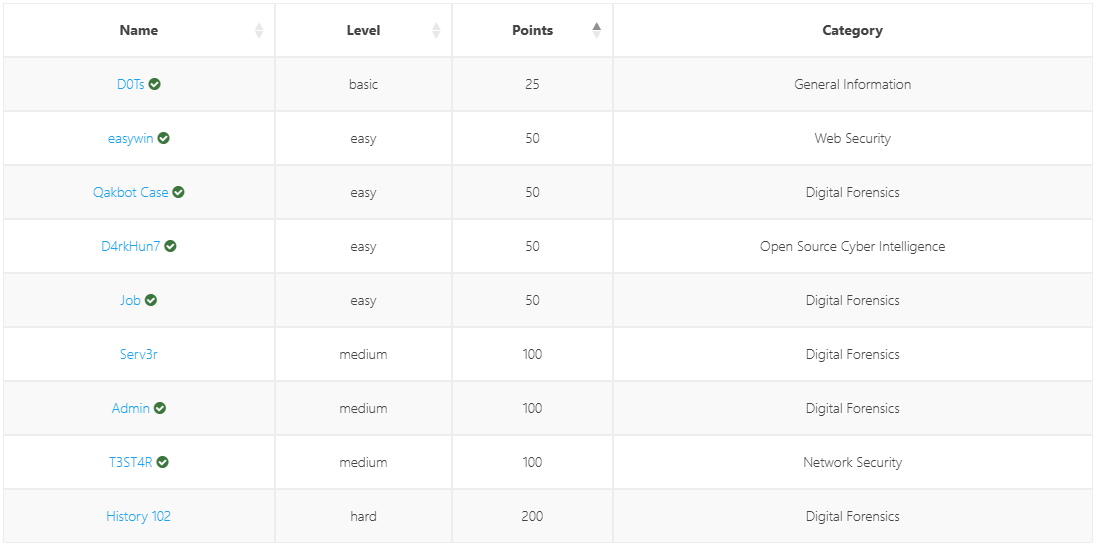 Name Level Points Category
D0Ts basic 25 General Information
easywin easy 50 Web Security
Qakbot Case easy 50 Digital Forensics
D4rkHun7 easy 50 Open Source Cyber Intelligence
Job easy 50 Digital Forensics
Serv3r medium 100 Digital Forensics
Admin medium 100 Digital Forensics
T3ST4R medium 100 Network Security
History 102 hard 200 Digital Forensics